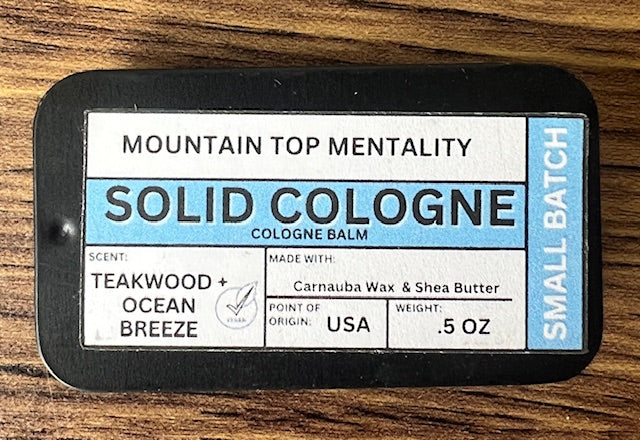 MOUNTAIN TOP MENTALITY
SOLID COLOGNE
COLOGNE BALM
SCENT:
TEAKWOOD +
OCEAN
BREEZE
VEGAN
MADE WITH:
Carnauba Wax & Shea Butter
POINT OF
ORIGIN: USA
WEIGHT:
.5 OZ
SMALL BATCH